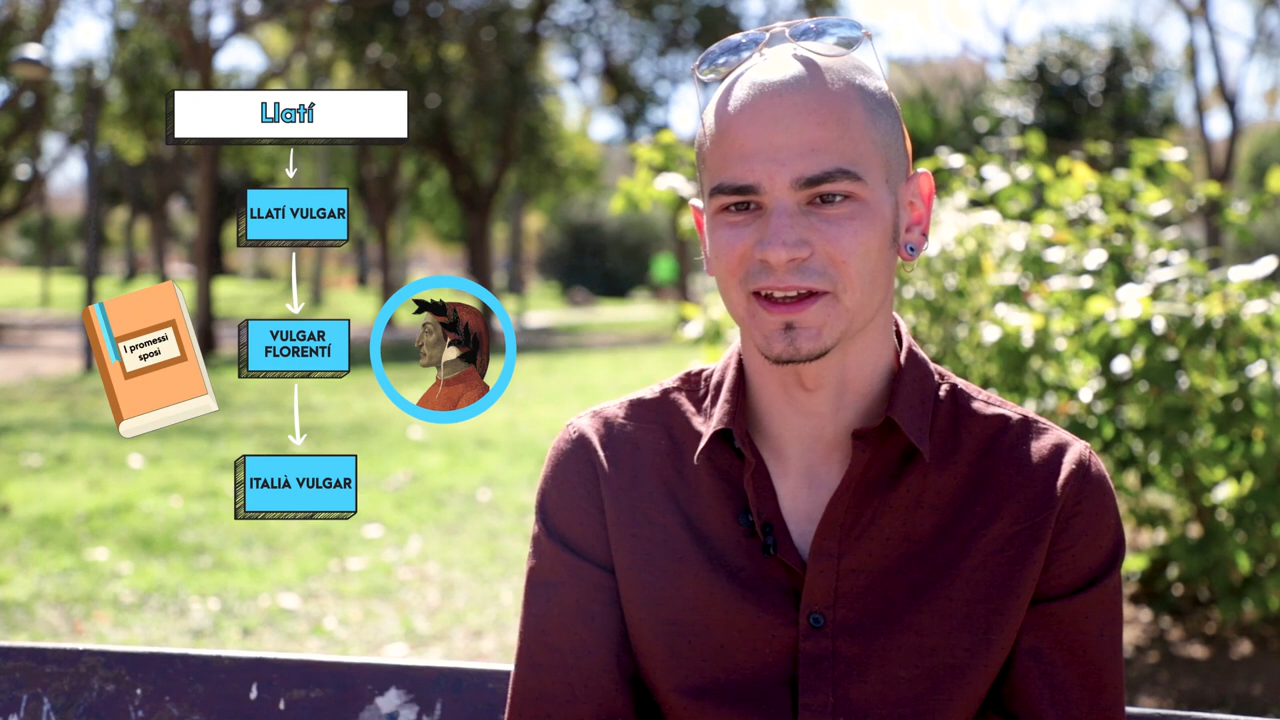 Llatí
LLATÍ VULGAR
VULGAR
FLORENTÍ
I promessi
sposi
ITALIÀ VULGAR